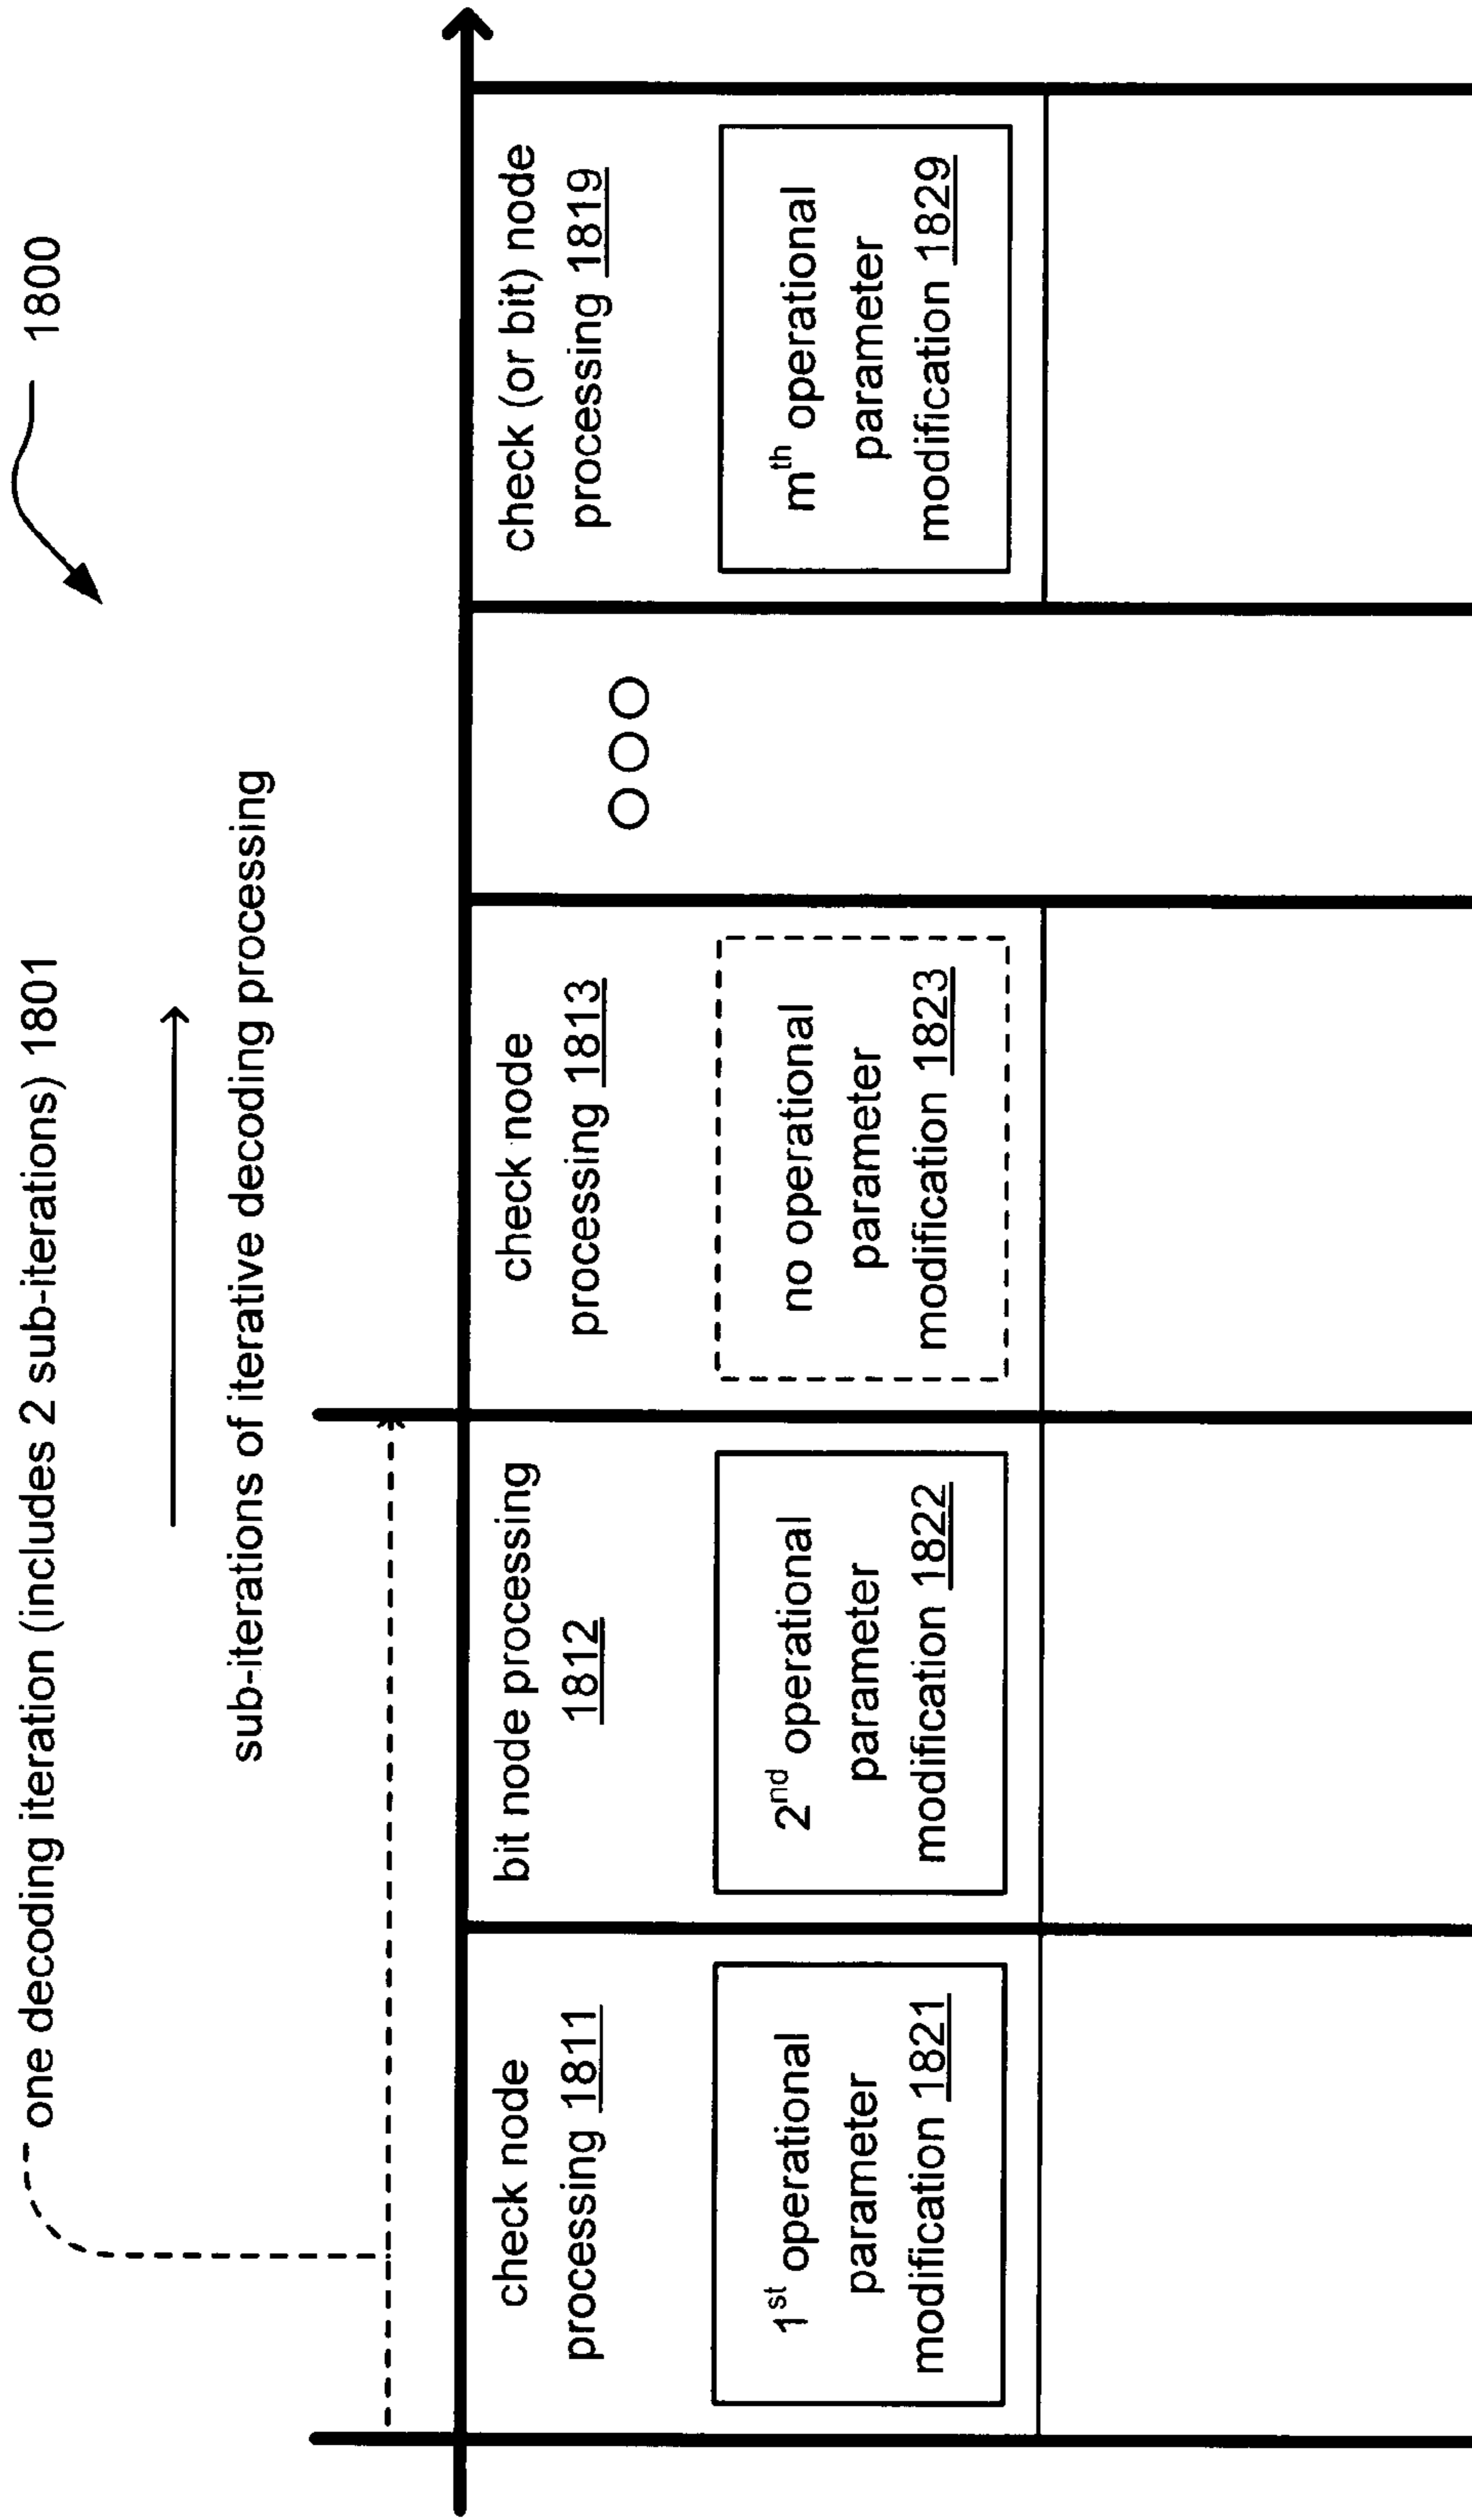 1800
one decoding iteration (includes 2 sub-iterations) 1801
sub-iterations of iterative decoding processing
check node
processing 1811
1st operational
parameter
modification 1821
bit node processing
1812
2nd operational
parameter
modification 1822
check node
processing 1813
no operational
parameter
modification 1823
check (or bit) node
processing 1819
mth operational
parameter
modification 1829